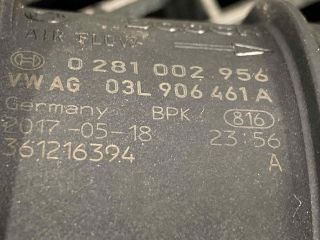 AIR FLOW
0 281 002 956
VW AG 03L 906 461 A
Germany BPK 816
2017-05-18 23:56
361216394 A